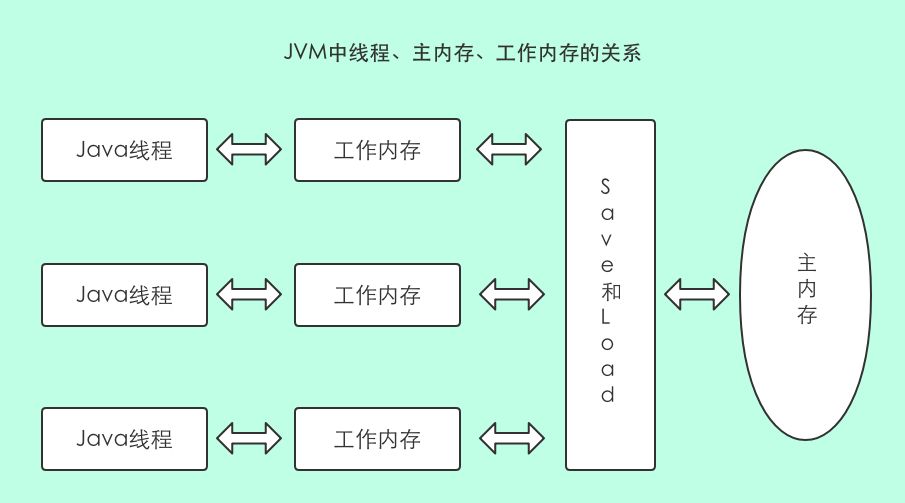 JVM中线程、主内存、工作内存的关系
Java线程
工作内存
Java线程
工作内存
Java线程
工作内存
Save和Load
主内存